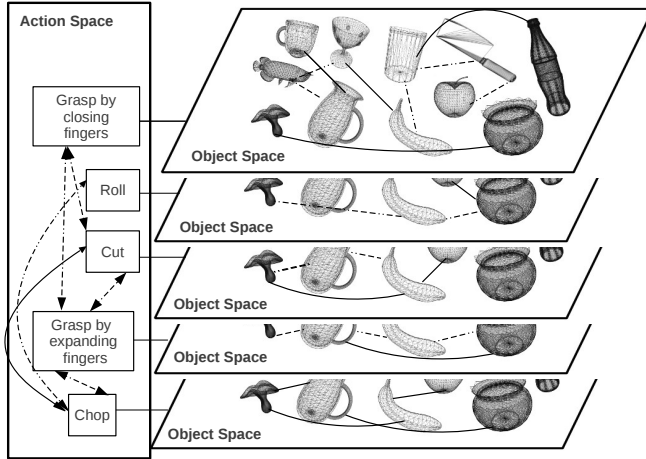 Action Space
Grasp by
closing
fingers
Object Space
Roll
Object Space
Cut
Object Space
Grasp by
expanding
fingers
Object Space
Chop
Object Space